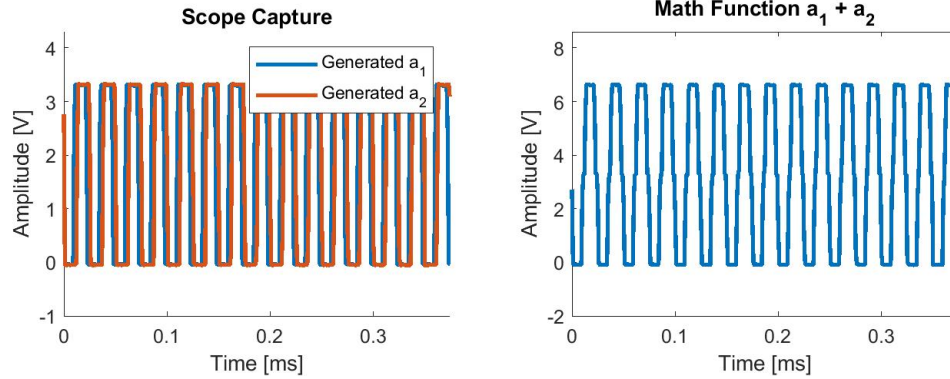 Scope Capture
4
3
2
1
0
-1
Amplitude [V]
0
0.1
0.2
0.3
Time [ms]
Generated a₁
Generated a₂
Math Function a₁ + a₂
8
6
4
2
0
-2
Amplitude [V]
0
0.1
0.2
0.3
Time [ms]